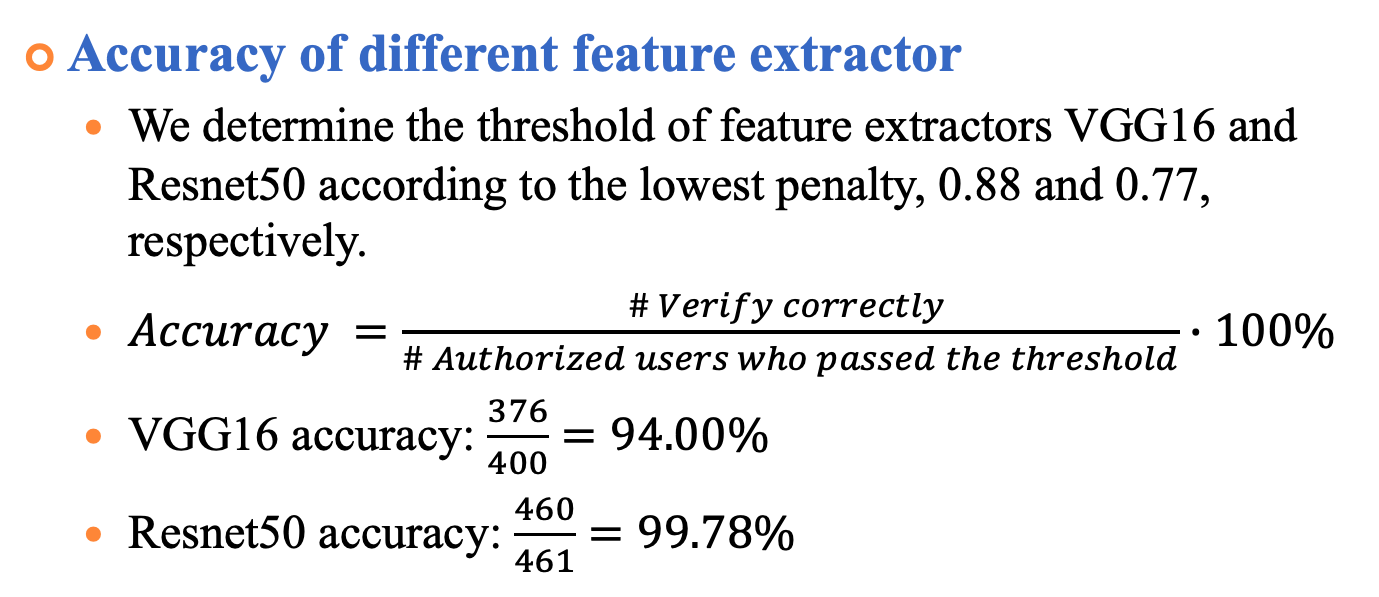 Accuracy of different feature extractor
We determine the threshold of feature extractors VGG16 and
Resnet50 according to the lowest penalty, 0.88 and 0.77,
respectively.
Accuracy = # Verify correctly / # Authorized users who passed the threshold · 100%
VGG16 accuracy: 376/400 = 94.00%
Resnet50 accuracy: 460/461 = 99.78%